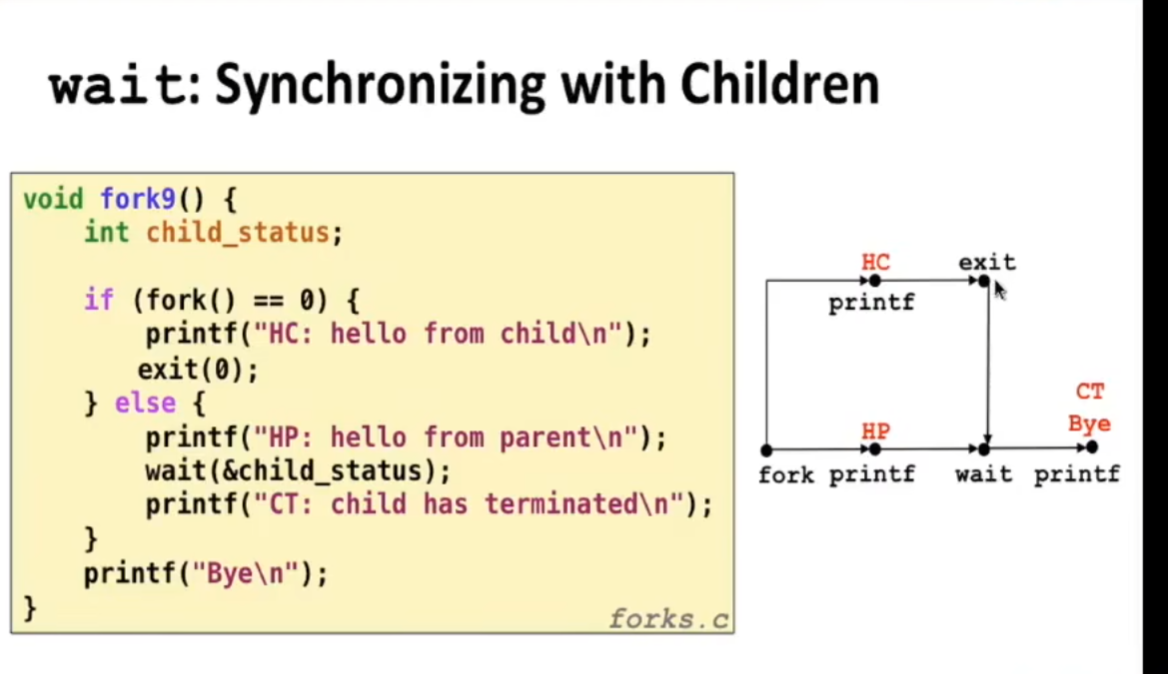 wait: Synchronizing with Children
void fork9() {
    int child_status;
    if (fork() == 0) {
        printf("HC: hello from child\n");
        exit(0);
    } else {
        printf("HP: hello from parent\n");
        wait(&child_status);
        printf("CT: child has terminated\n");
    }
    printf("Bye\n");
}
forks.c
HC exit
printf
CT
Bye
HP
fork printf wait printf